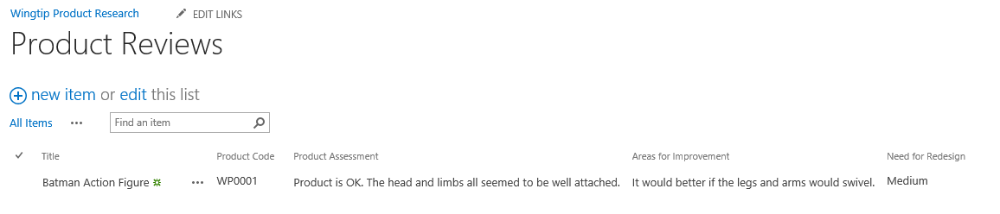 Wingtip Product Research EDIT LINKS
Product Reviews
new item or edit this list
All Items ••• Find an item
Title Product Code Product Assessment Areas for Improvement Need for Redesign
Batman Action Figure ••• WP0001 Product is OK. The head and limbs all seemed to be well attached. It would better if the legs and arms would swivel. Medium